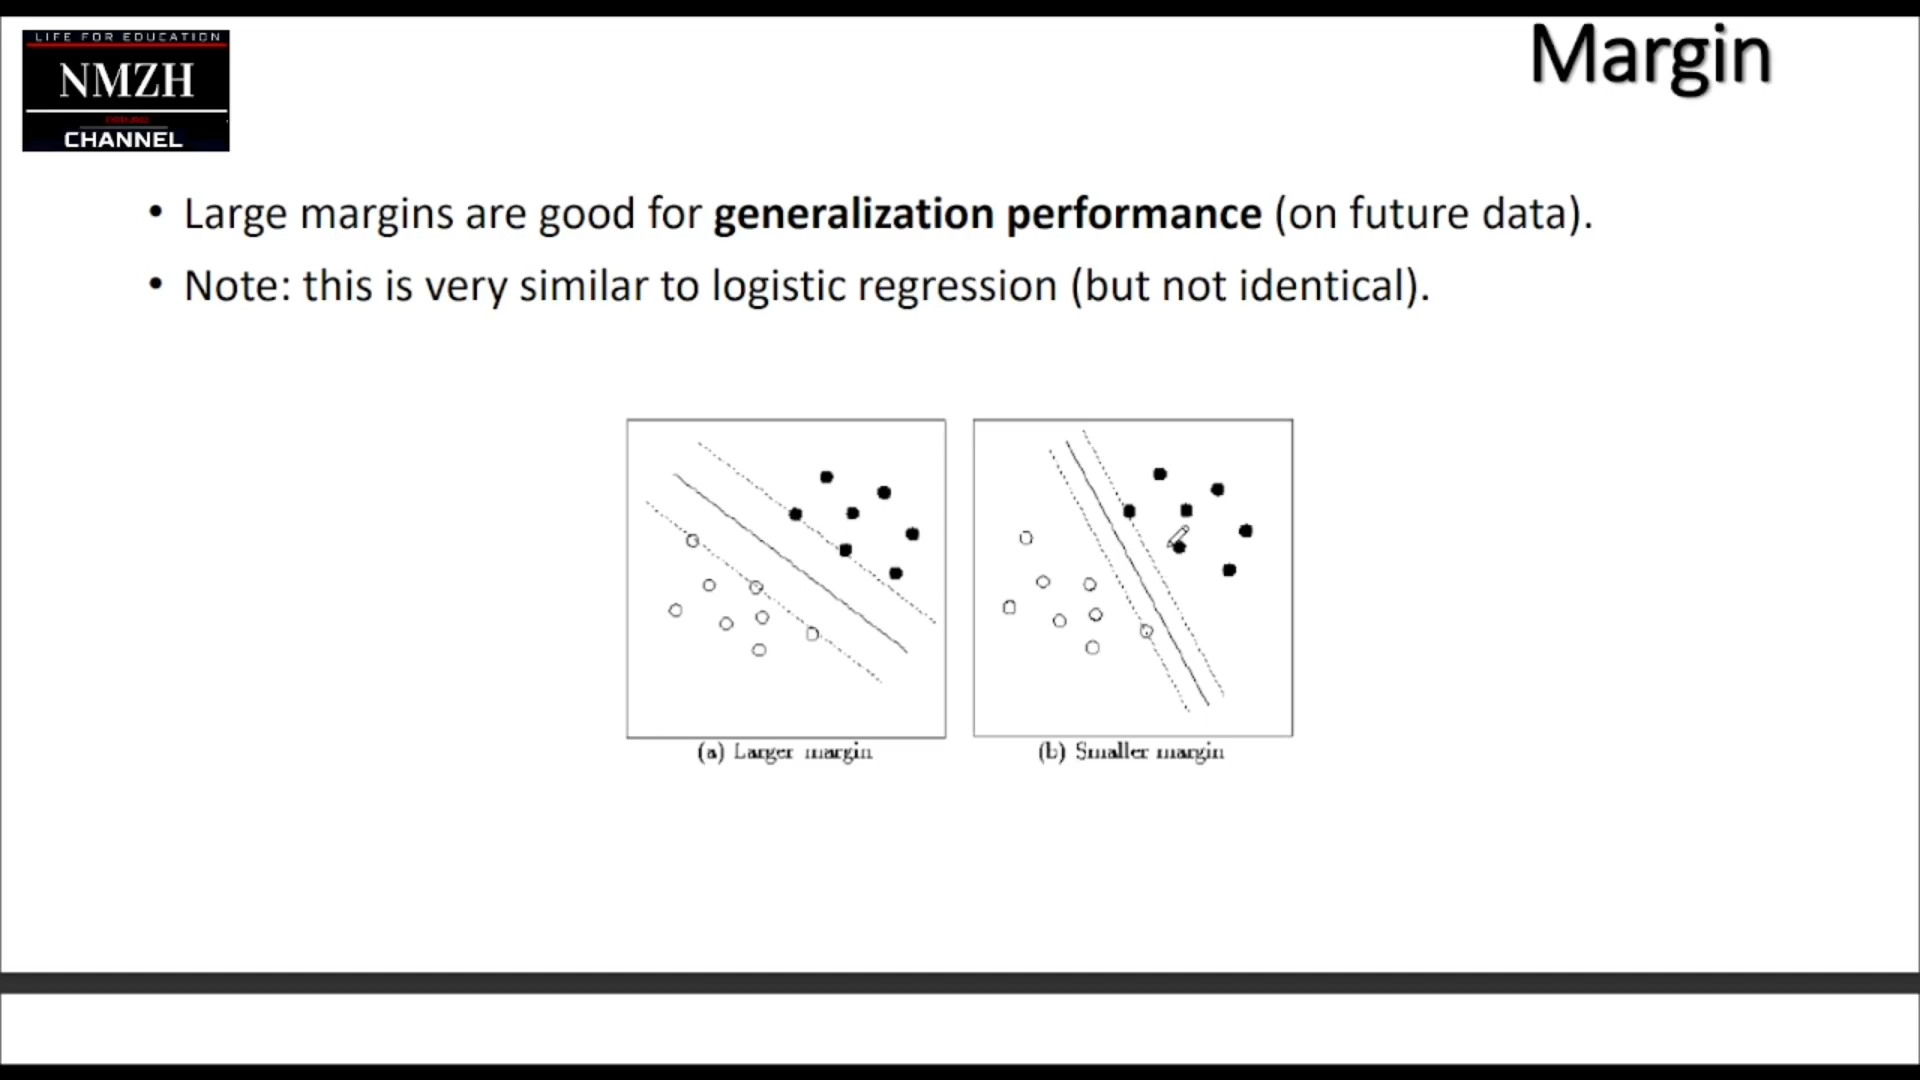 LIFE FOR EDUCATION
NMZH
CHANNEL
Margin
• Large margins are good for generalization performance (on future data).
• Note: this is very similar to logistic regression (but not identical).
(a) Larger margin
(b) Smaller margin